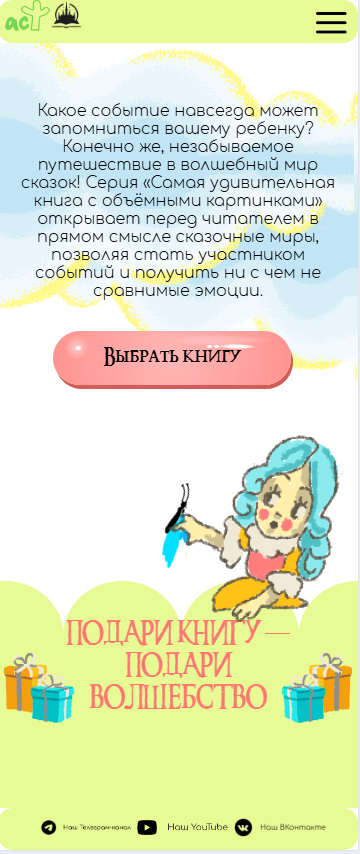 аст
Какое событие навсегда может
запомниться вашему ребенку?
Конечно же, незабываемое
путешествие в волшебный мир
сказок! Серия «Самая удивительная
книга с объёмными картинками»
открывает перед читателем в
прямом смысле сказочные миры,
позволяя стать участником
событий и получить ни с чем не
сравнимые эмоции.
Выбрать книгу
ПОДАРИ КНИГУ —
ПОДАРИ
ВОЛШЕБСТВО
Наш Телеграм-канал Наш YouTube Наш ВКонтакте